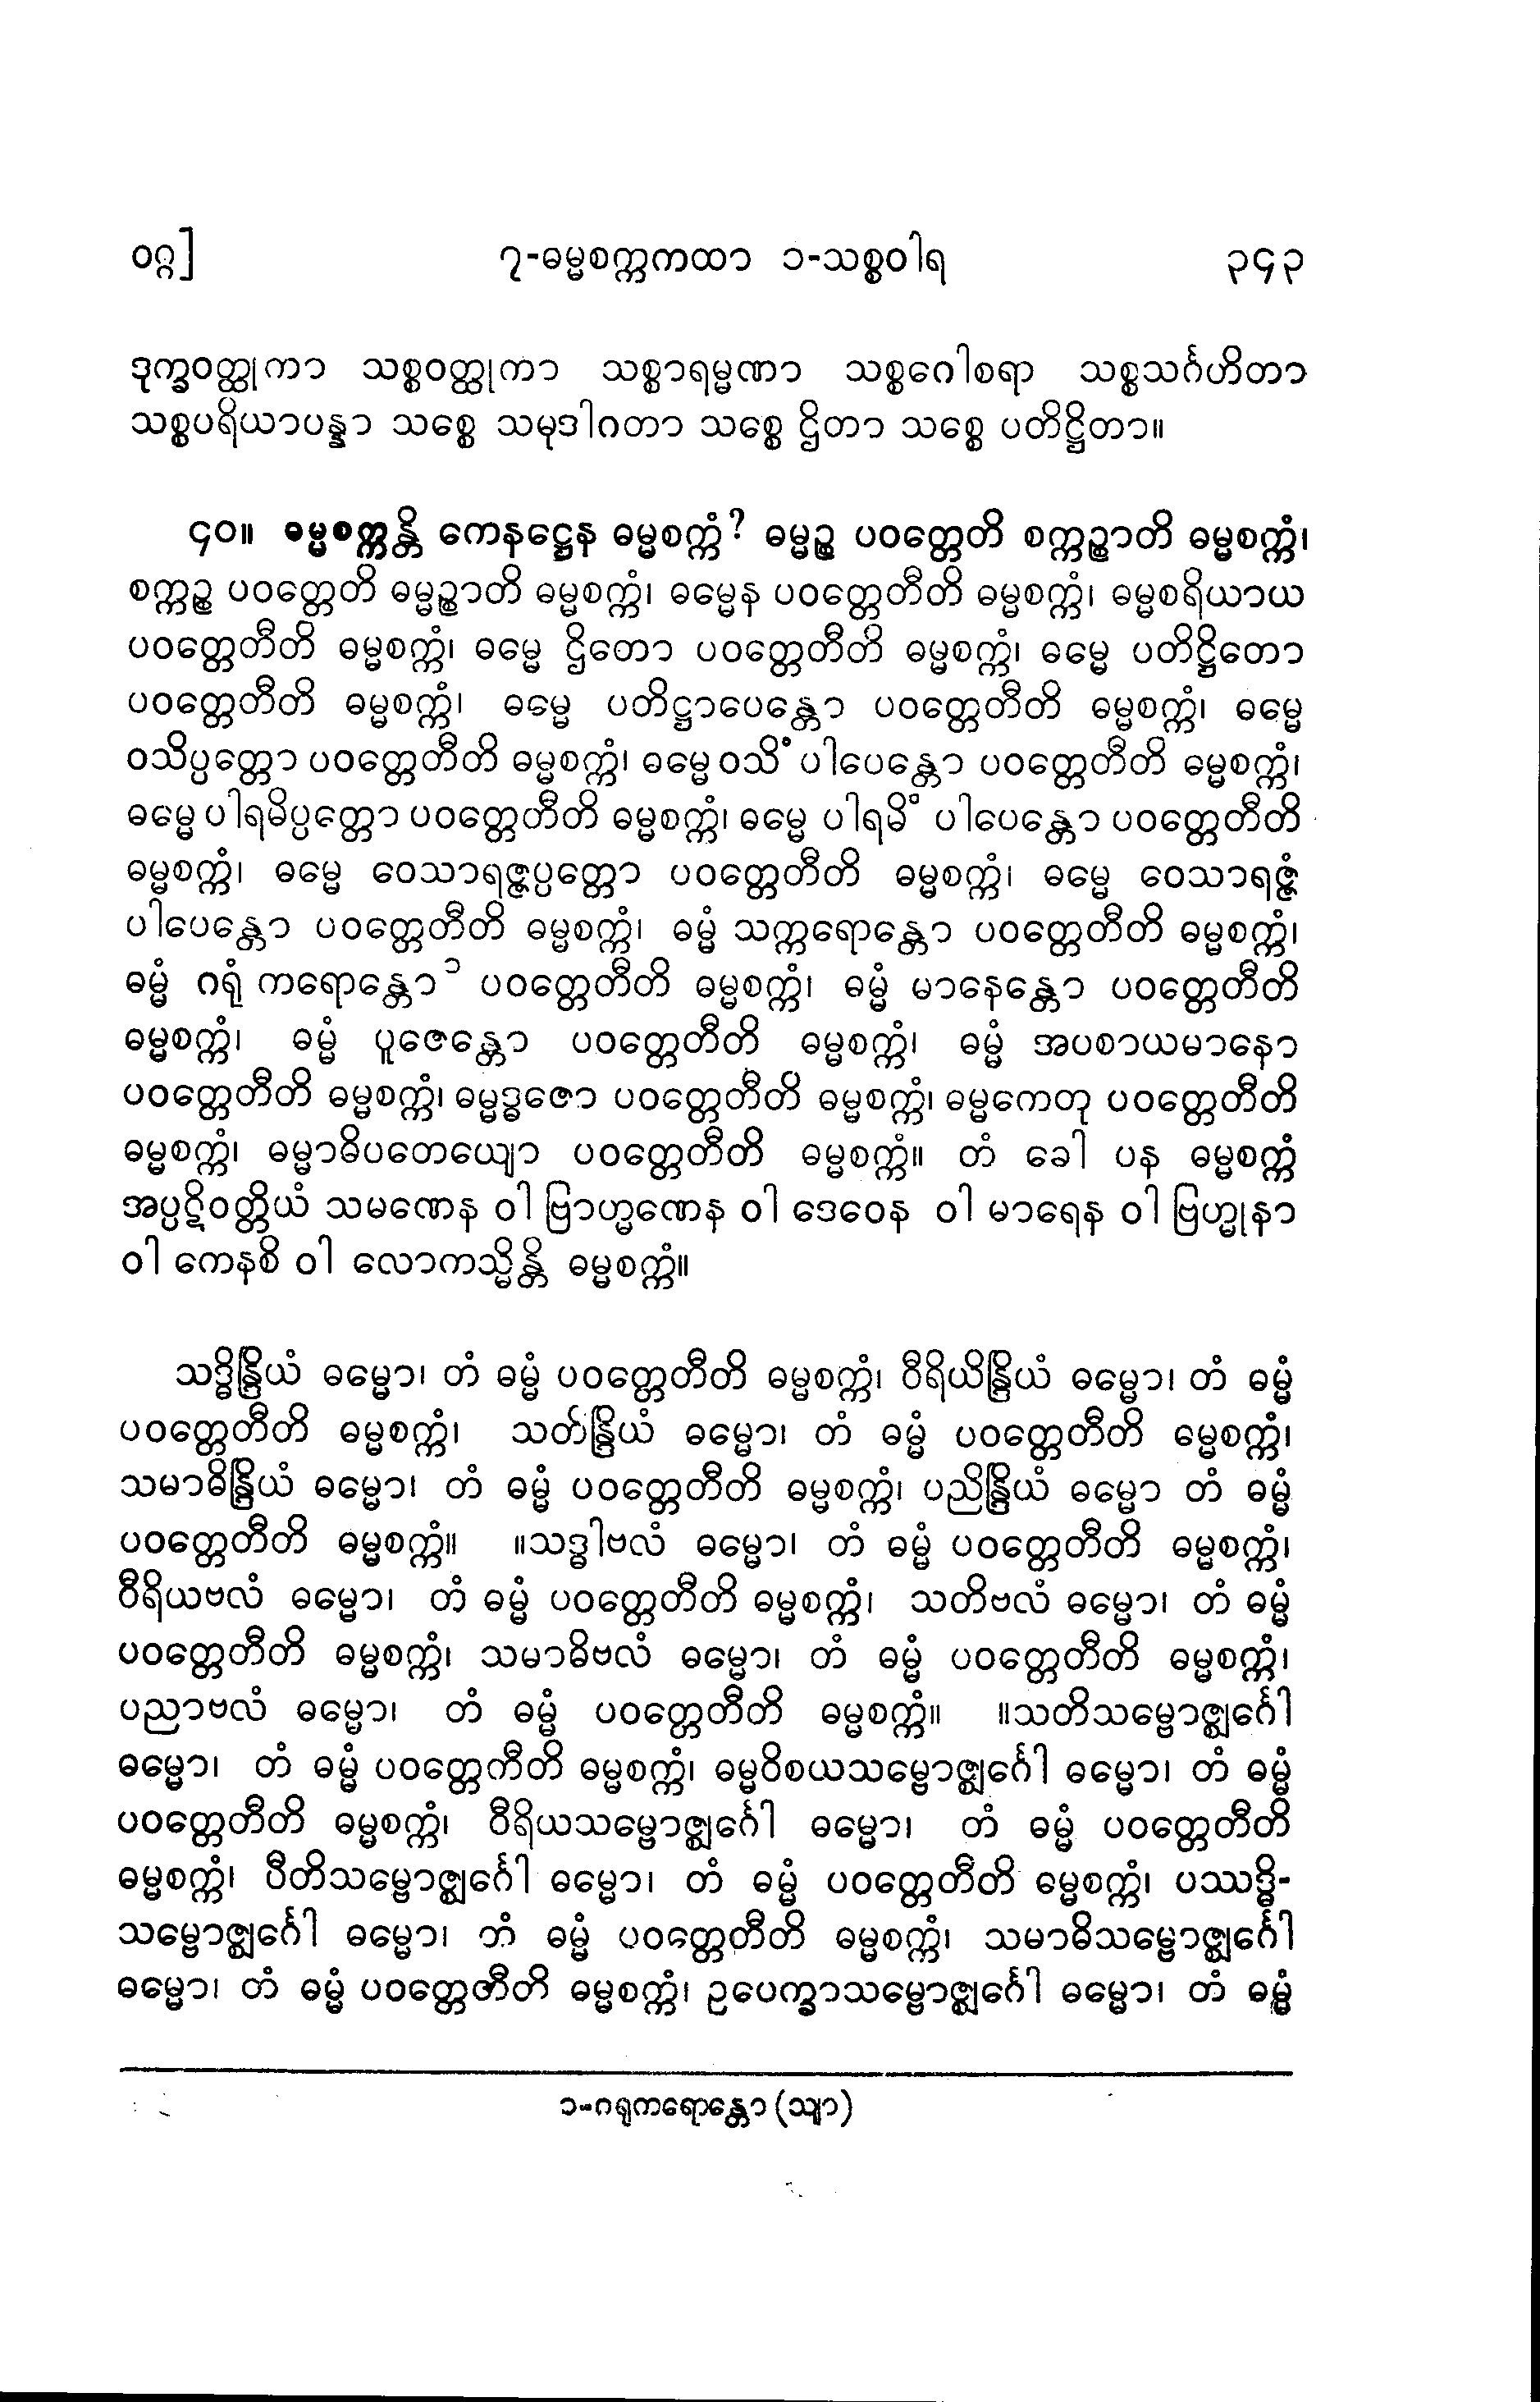 ဝဂ္ဂ]  ၇-ဓမ္မစက္ကကထာ ၁-သစ္စဝါရ  ၃၄၃
ဒုက္ခဝတ္ထုကာ သစ္စဝတ္ထုကာ သစ္စာရမ္မဏာ သစ္စဂေါစရာ သစ္စသင်္ဂဟိတာ
သစ္စပရိယာပန္နာ သစ္စေ သမုဒါဂတာ သစ္စေ ဌိတာ သစ္စေ ပတိဋ္ဌိတာ။
၄၀။ ဓမ္မစက္ကန္တိ ကေနဋ္ဌေန ဓမ္မစက္ကံ? ဓမ္မဉ္စ ပဝတ္တေတိ စက္ကဉ္စာတိ ဓမ္မစက္ကံ၊
စက္ကဉ္စ ပဝတ္တေတိ ဓမ္မဉ္စာတိ ဓမ္မစက္ကံ၊ ဓမ္မေန ပဝတ္တေတီတိ ဓမ္မစက္ကံ၊ ဓမ္မစရိယာယ
ပဝတ္တေတီတိ ဓမ္မစက္ကံ၊ ဓမ္မေ ဌိတော ပဝတ္တေတီတိ ဓမ္မစက္ကံ၊ ဓမ္မေ ပတိဋ္ဌိတော
ပဝတ္တေတီတိ ဓမ္မစက္ကံ၊ ဓမ္မေ ပတိဋ္ဌာပေန္တော ပဝတ္တေတီတိ ဓမ္မစက္ကံ၊ ဓမ္မေ
ဝသိပ္ပတ္တော ပဝတ္တေတီတိ ဓမ္မစက္ကံ၊ ဓမ္မေ ဝသိံ ပါပေန္တော ပဝတ္တေတီတိ ဓမ္မစက္ကံ၊
ဓမ္မေ ပါရမိပ္ပတ္တော ပဝတ္တေတီတိ ဓမ္မစက္ကံ၊ ဓမ္မေ ပါရမိံ ပါပေန္တော ပဝတ္တေတီတိ
ဓမ္မစက္ကံ၊ ဓမ္မေ ဝေသာရဇ္ဇပ္ပတ္တော ပဝတ္တေတီတိ ဓမ္မစက္ကံ၊ ဓမ္မေ ဝေသာရဇ္ဇံ
ပါပေန္တော ပဝတ္တေတီတိ ဓမ္မစက္ကံ၊ ဓမ္မံ သက္ကရောန္တော ပဝတ္တေတီတိ ဓမ္မစက္ကံ၊
ဓမ္မံ ဂရုံ ကရောန္တော ၁ ပဝတ္တေတီတိ ဓမ္မစက္ကံ၊ ဓမ္မံ မာနေန္တော ပဝတ္တေတီတိ
ဓမ္မစက္ကံ၊ ဓမ္မံ ပူဇေန္တော ပဝတ္တေတီတိ ဓမ္မစက္ကံ၊ ဓမ္မံ အပစာယမာနော
ပဝတ္တေတီတိ ဓမ္မစက္ကံ၊ ဓမ္မဒ္ဓဇော ပဝတ္တေတီတိ ဓမ္မစက္ကံ၊ ဓမ္မကေတု ပဝတ္တေတီတိ
ဓမ္မစက္ကံ၊ ဓမ္မာဓိပတေယျော ပဝတ္တေတီတိ ဓမ္မစက္ကံ။ တံ ခေါ ပန ဓမ္မစက္ကံ
အပ္ပဋိဝတ္တိယံ သမဏေန ဝါ ဗြာဟ္မဏေန ဝါ ဒေဝေန ဝါ မာရေန ဝါ ဗြဟ္မုနာ
ဝါ ကေနစိ ဝါ လောကသ္မိန္တိ ဓမ္မစက္ကံ။
သဒ္ဓိန္ဒြိယံ ဓမ္မော၊ တံ ဓမ္မံ ပဝတ္တေတီတိ ဓမ္မစက္ကံ၊ ဝီရိယိန္ဒြိယံ ဓမ္မော၊ တံ ဓမ္မံ
ပဝတ္တေတီတိ ဓမ္မစက္ကံ၊ သတိန္ဒြိယံ ဓမ္မော၊ တံ ဓမ္မံ ပဝတ္တေတီတိ ဓမ္မစက္ကံ၊
သမာဓိန္ဒြိယံ ဓမ္မော၊ တံ ဓမ္မံ ပဝတ္တေတီတိ ဓမ္မစက္ကံ၊ ပညိန္ဒြိယံ ဓမ္မော တံ ဓမ္မံ
ပဝတ္တေတီတိ ဓမ္မစက္ကံ။ ။သဒ္ဓါဗလံ ဓမ္မော၊ တံ ဓမ္မံ ပဝတ္တေတီတိ ဓမ္မစက္ကံ၊
ဝီရိယဗလံ ဓမ္မော၊ တံ ဓမ္မံ ပဝတ္တေတီတိ ဓမ္မစက္ကံ၊ သတိဗလံ ဓမ္မော၊ တံ ဓမ္မံ
ပဝတ္တေတီတိ ဓမ္မစက္ကံ၊ သမာဓိဗလံ ဓမ္မော၊ တံ ဓမ္မံ ပဝတ္တေတီတိ ဓမ္မစက္ကံ၊
ပညာဗလံ ဓမ္မော၊ တံ ဓမ္မံ ပဝတ္တေတီတိ ဓမ္မစက္ကံ။ ။သတိသမ္ဗောဇ္ဈင်္ဂေါ
ဓမ္မော၊ တံ ဓမ္မံ ပဝတ္တေတီတိ ဓမ္မစက္ကံ၊ ဓမ္မဝိစယသမ္ဗောဇ္ဈင်္ဂေါ ဓမ္မော၊ တံ ဓမ္မံ
ပဝတ္တေတီတိ ဓမ္မစက္ကံ၊ ဝီရိယသမ္ဗောဇ္ဈင်္ဂေါ ဓမ္မော၊ တံ ဓမ္မံ ပဝတ္တေတီတိ
ဓမ္မစက္ကံ၊ ပီတိသမ္ဗောဇ္ဈင်္ဂေါ ဓမ္မော၊ တံ ဓမ္မံ ပဝတ္တေတီတိ ဓမ္မစက္ကံ၊ ပဿဒ္ဓိ-
သမ္ဗောဇ္ဈင်္ဂေါ ဓမ္မော၊ တံ ဓမ္မံ ပဝတ္တေတီတိ ဓမ္မစက္ကံ၊ သမာဓိသမ္ဗောဇ္ဈင်္ဂေါ
ဓမ္မော၊ တံ ဓမ္မံ ပဝတ္တေတီတိ ဓမ္မစက္ကံ၊ ဥပေက္ခာသမ္ဗောဇ္ဈင်္ဂေါ ဓမ္မော၊ တံ ဓမ္မံ
၁-ဂရုကရောန္တော (သျာ)